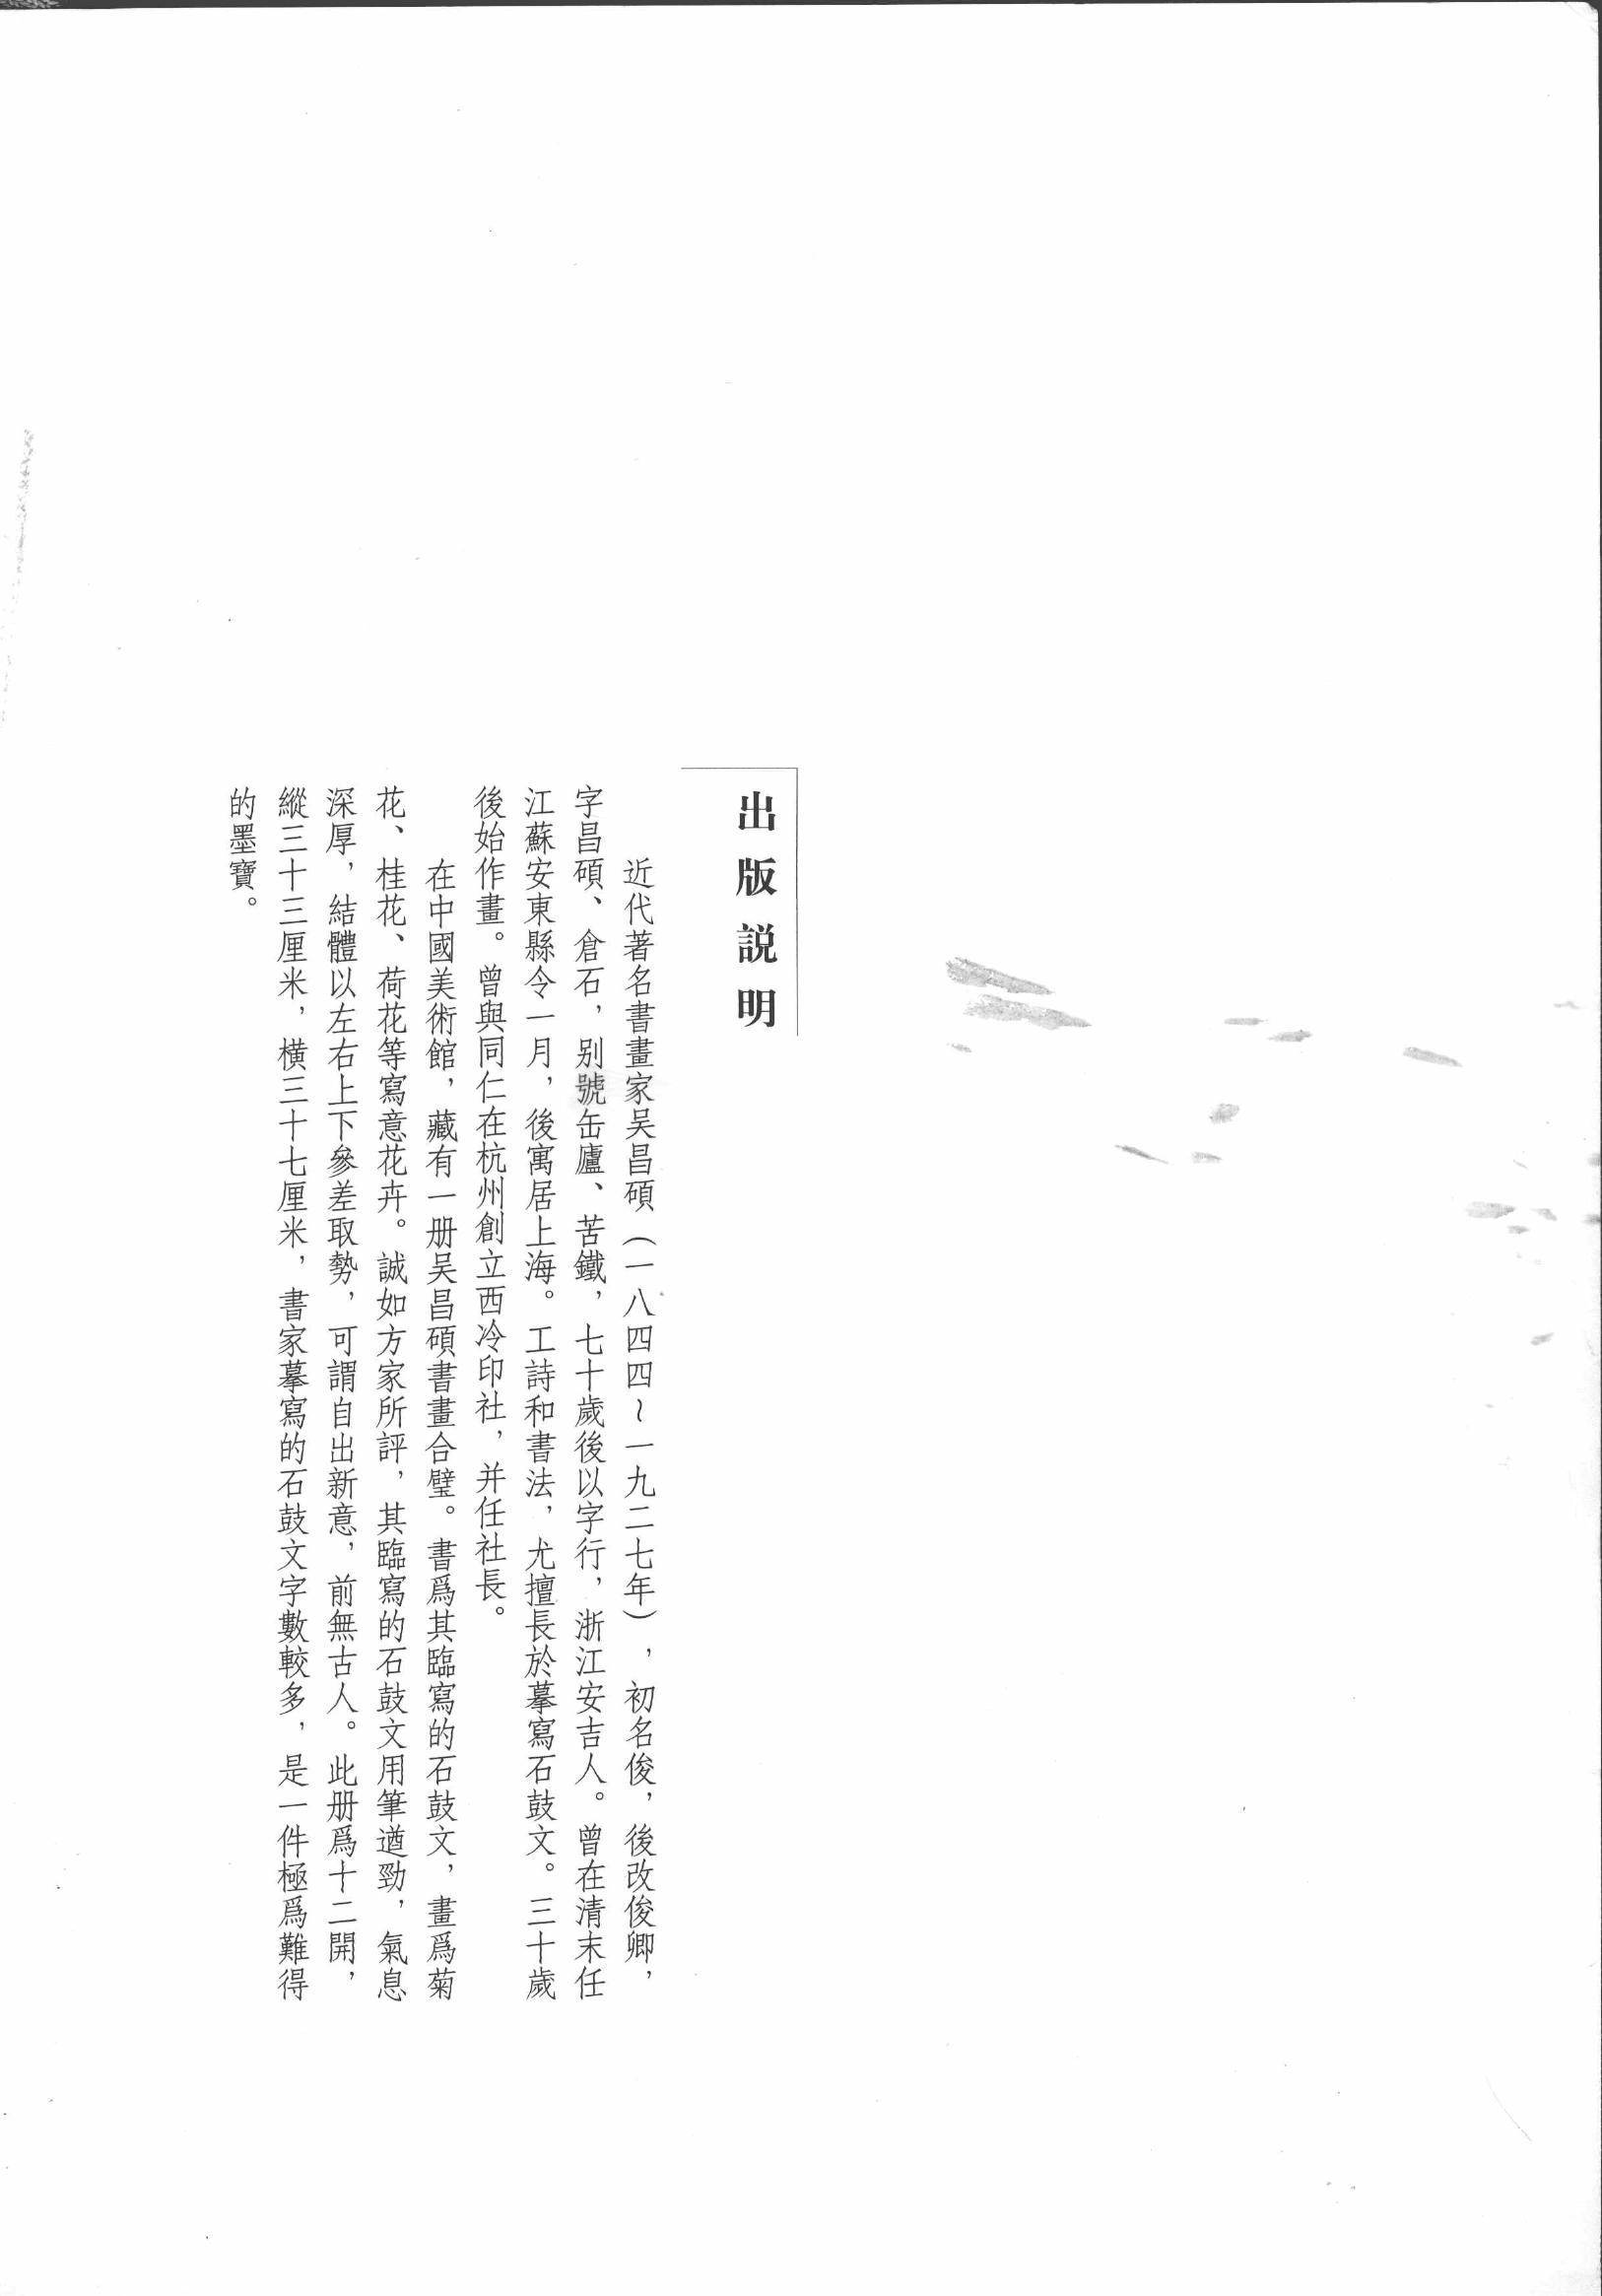 出版説明
近代著名書畫家吴昌碩（一八四四～一九二七年），初名俊，後改俊卿，
字昌碩、倉石，别號缶廬、苦鐵，七十歲後以字行，浙江安吉人。曾在清末任
江蘇安東縣令一月，後寓居上海。工詩和書法，尤擅長於摹寫石鼓文。三十歲
後始作畫。曾與同仁在杭州創立西冷印社，并任社長。
在中國美術館，藏有一册吴昌碩書畫合璧。書爲其臨寫的石鼓文，畫爲菊
花、桂花、荷花等寫意花卉。誠如方家所評，其臨寫的石鼓文用筆遒勁，氣息
深厚，結體以左右上下參差取勢，可謂自出新意，前無古人。此册爲十二開，
縱三十三厘米，橫三十七厘米，書家摹寫的石鼓文字數較多，是一件極爲難得
的墨寶。